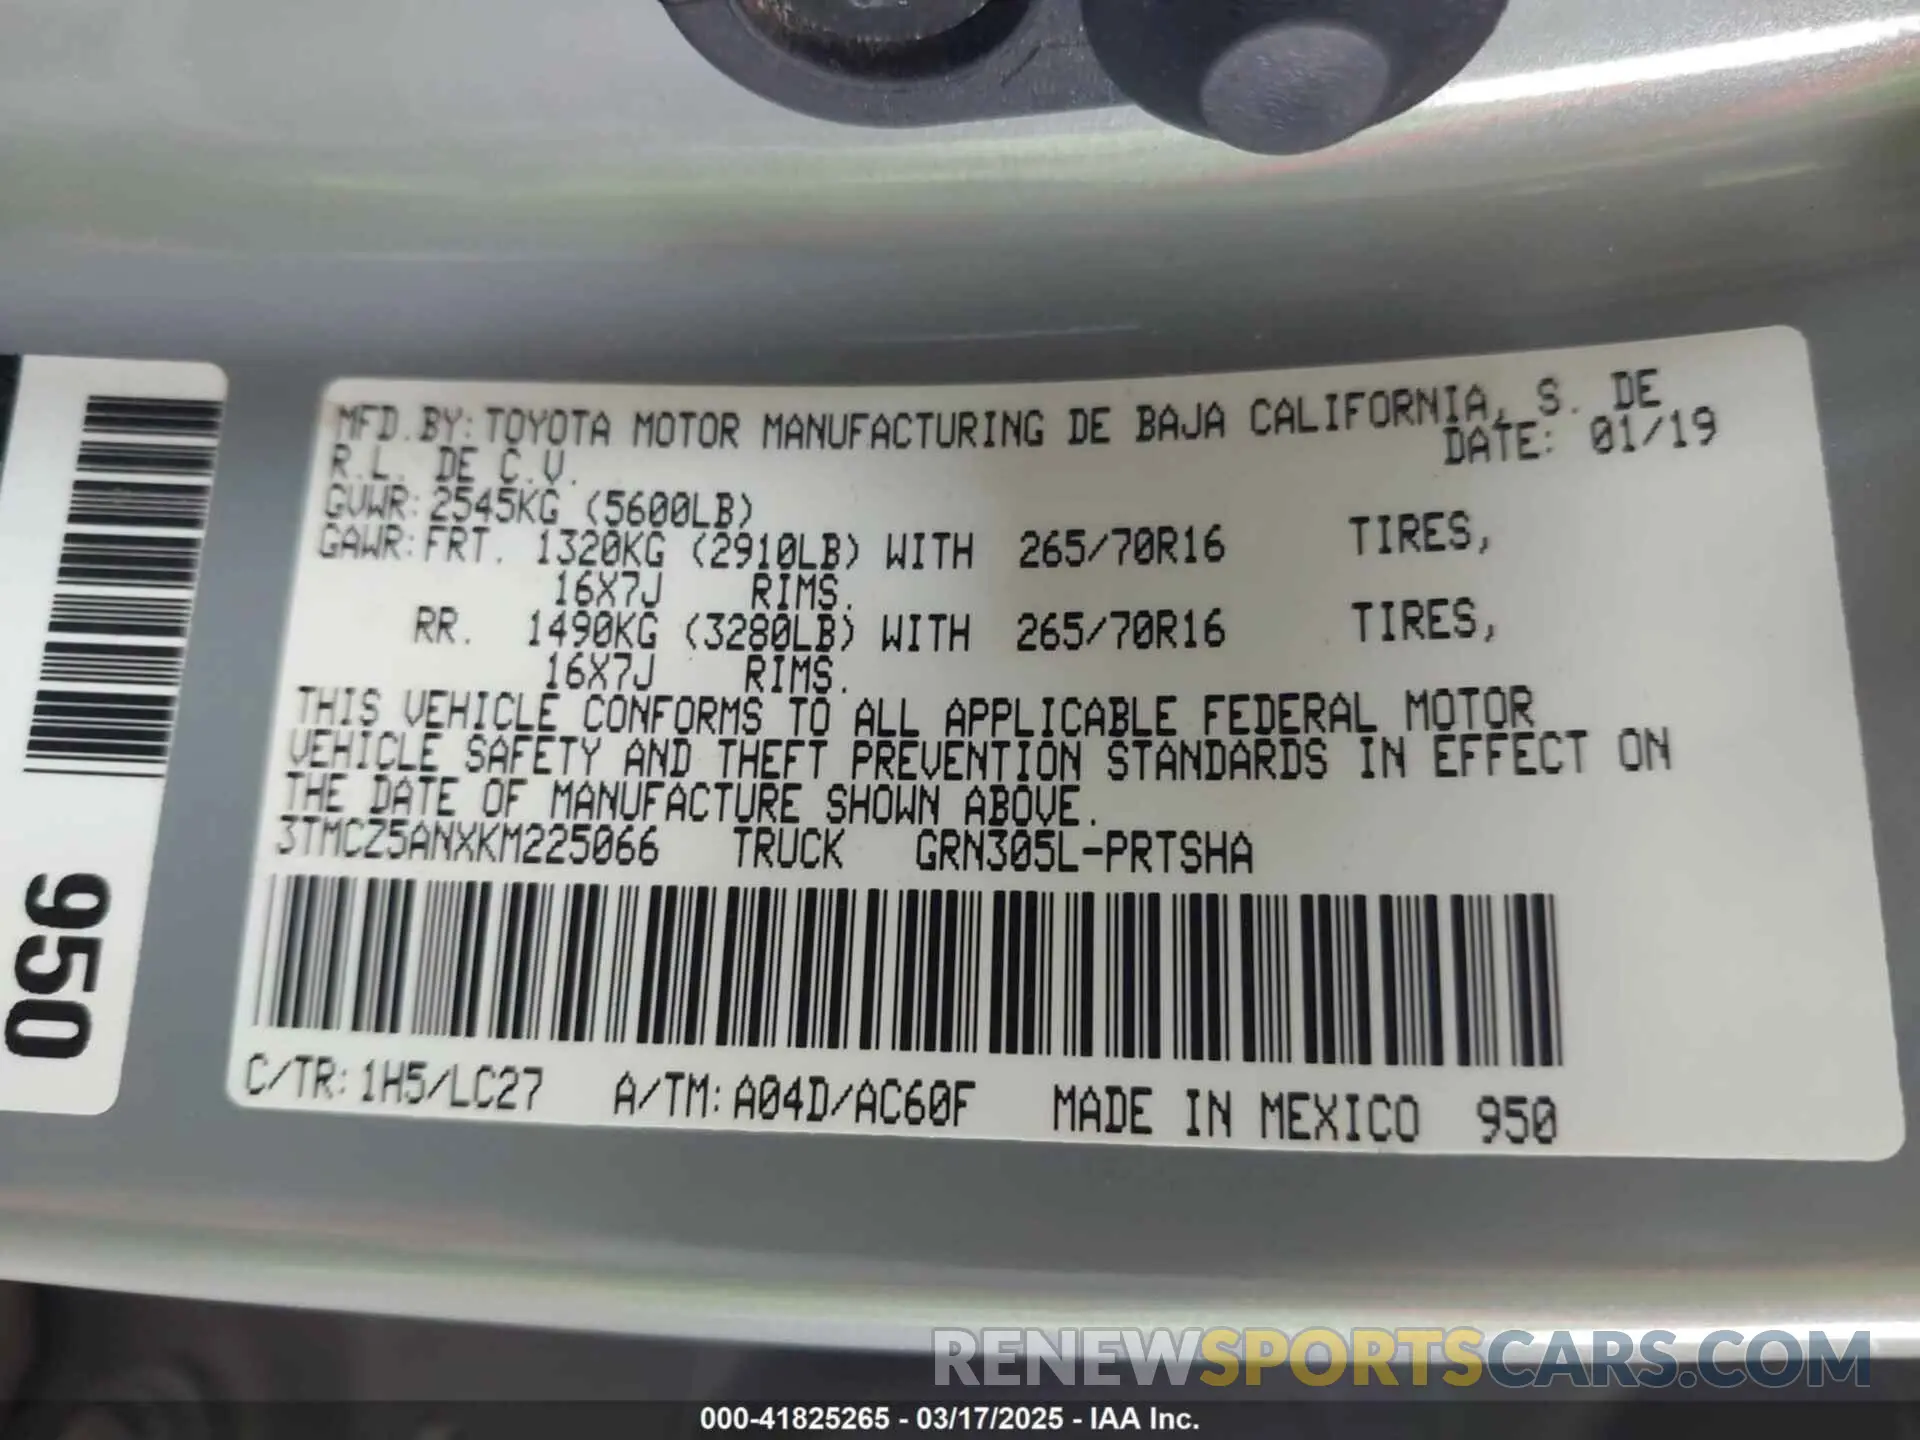 MFD. BY: TOYOTA MOTOR MANUFACTURING DE BAJA CALIFORNIA, S. DE
R.L. DE C.V. DATE: 01/19
GVWR: 2545KG (5600LB)
GAWR: FRT. 1320KG (2910LB) WITH 265/70R16 TIRES,
16X7J RIMS.
RR. 1490KG (3280LB) WITH 265/70R16 TIRES,
16X7J RIMS.
THIS VEHICLE CONFORMS TO ALL APPLICABLE FEDERAL MOTOR
VEHICLE SAFETY AND THEFT PREVENTION STANDARDS IN EFFECT ON
THE DATE OF MANUFACTURE SHOWN ABOVE.
3TMCZ5ANXKM225066 TRUCK GRN305L-PRTSHA
C/TR: 1H5/LC27 A/TM: A04D/AC60F MADE IN MEXICO 950
950
RENEWSPORTSCARS.COM
000-41825265 - 03/17/2025 - IAA Inc.